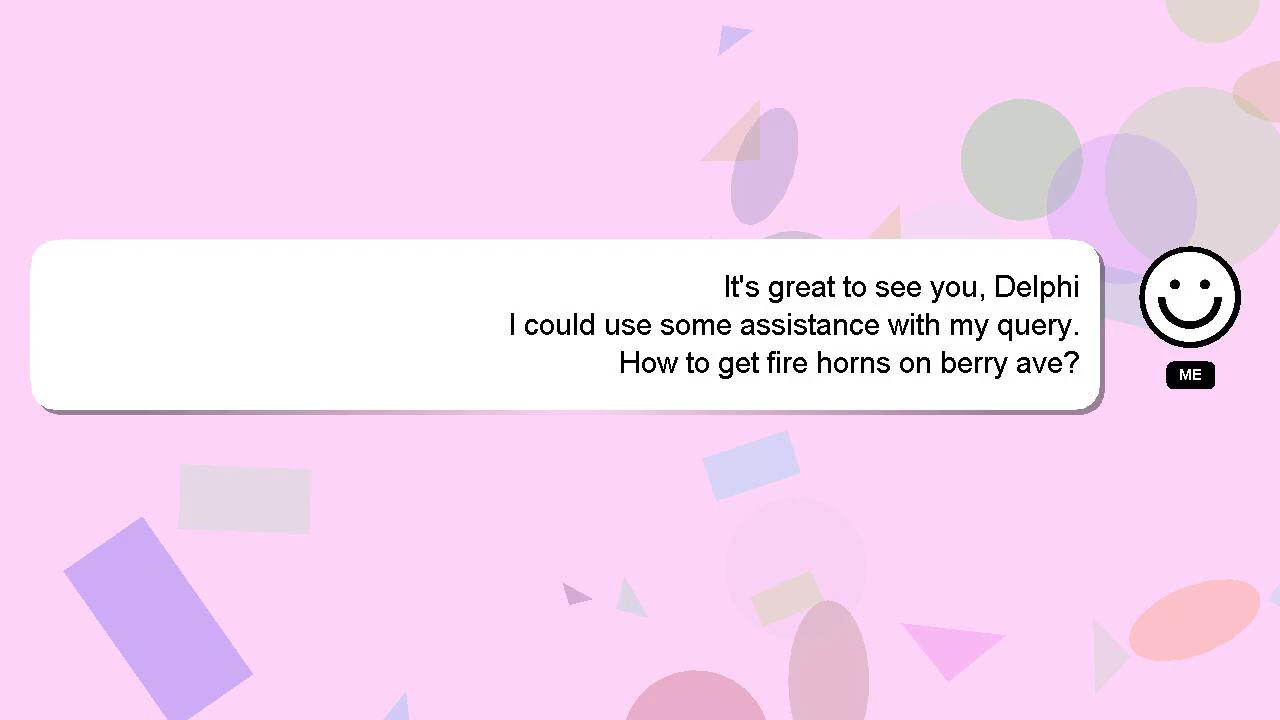 It's great to see you, Delphi
I could use some assistance with my query.
How to get fire horns on berry ave?
ME